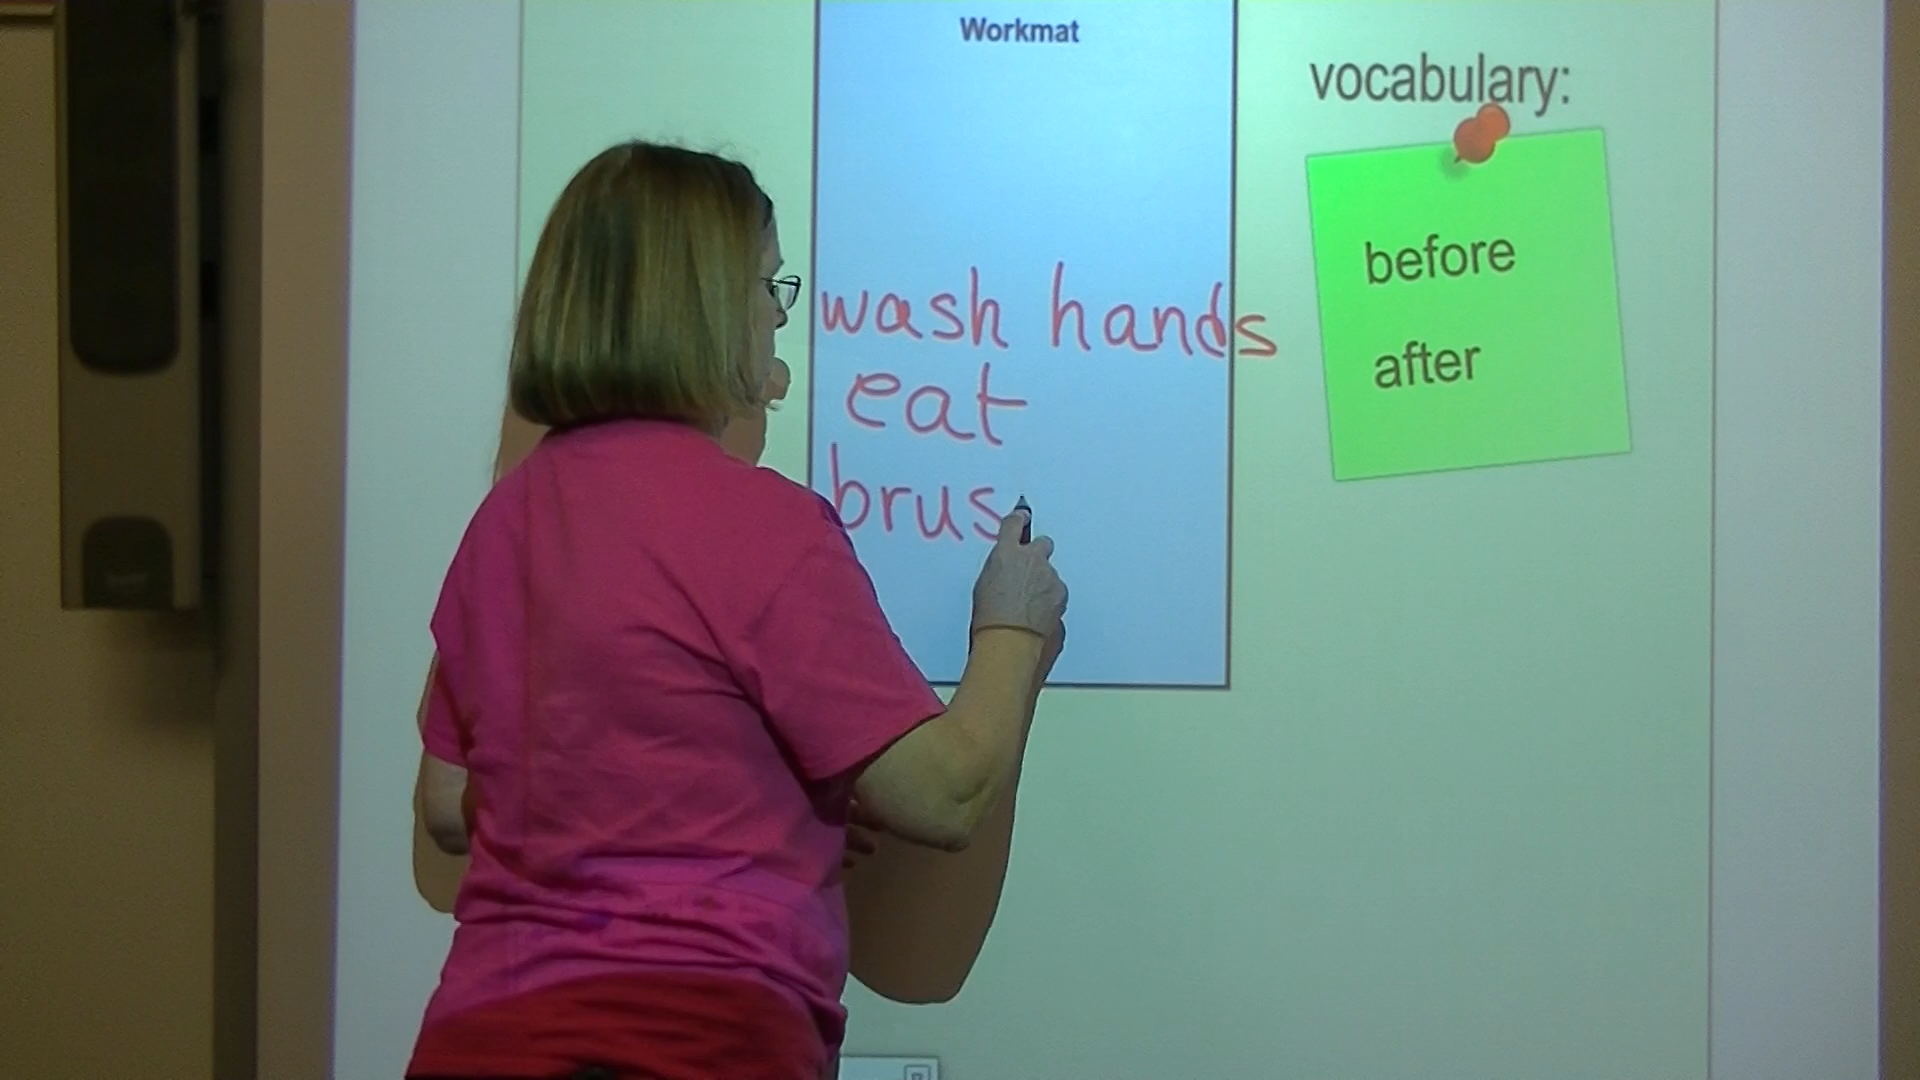 Workmat
vocabulary:
before
after
wash hands
eat
brus